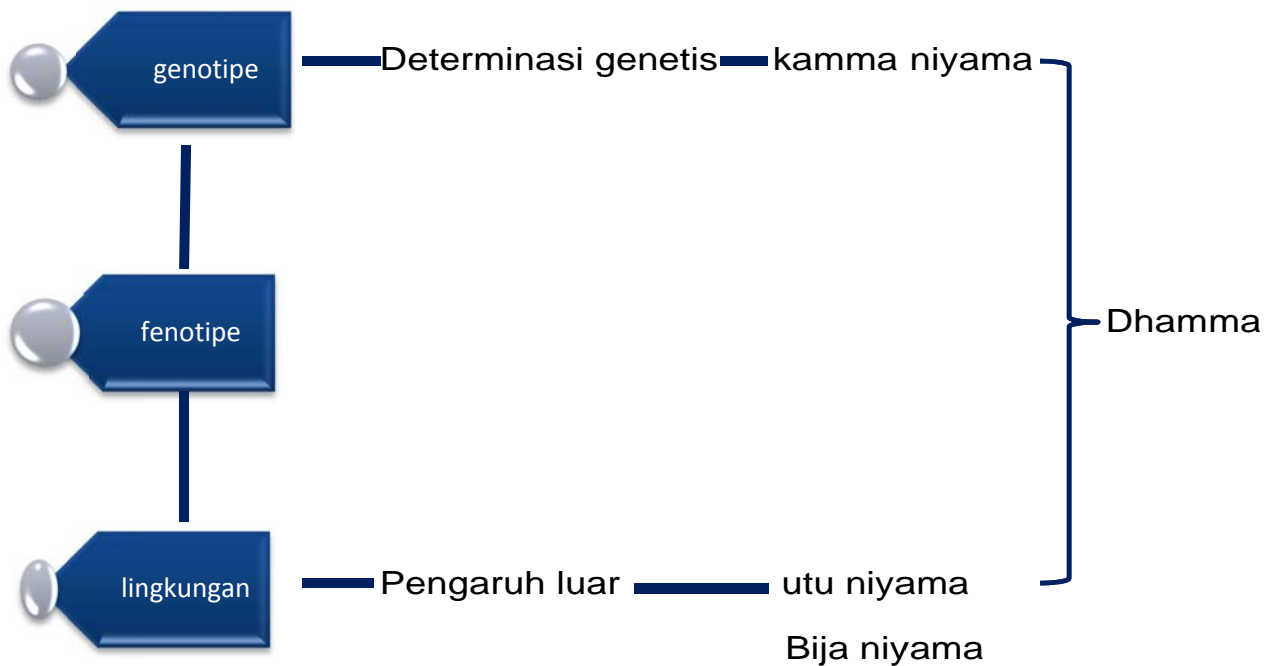 genotipe
Determinasi genetis
kamma niyama
fenotipe
Dhamma
lingkungan
Pengaruh luar
utu niyama
Bija niyama